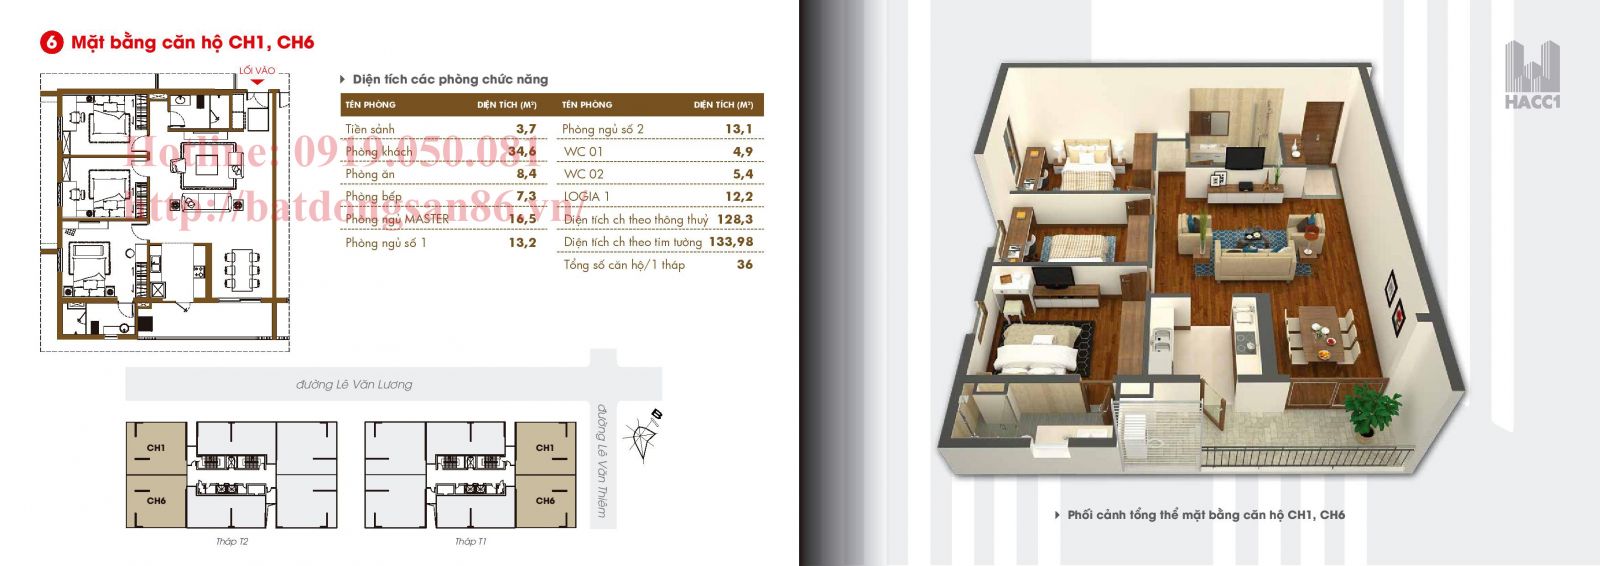 6 Mặt bằng căn hộ CH1, CH6
LỐI VÀO
Diện tích các phòng chức năng
TÊN PHÒNG DIỆN TÍCH (M²) TÊN PHÒNG DIỆN TÍCH (M²)
Tiền sảnh 3,7 Phòng ngủ số 2 13,1
Phòng khách 34,6 WC 01 4,9
Phòng ăn 8,4 WC 02 5,4
Phòng bếp 7,3 LOGIA 1 12,2
Phòng ngủ MASTER 16,5 Diện tích ch theo thông thuỷ 128,3
Phòng ngủ số 1 13,2 Diện tích ch theo tim tường 133,98
Tổng số căn hộ/1 tháp 36
Hotline: 0919.050.081
http://batdongsan86.vn/
đường Lê Văn Lương
đường Lê Văn Thiêm
B
CH1
CH6
Tháp T2
CH1
CH6
Tháp T1
HACC1
Phối cảnh tổng thể mặt bằng căn hộ CH1, CH6